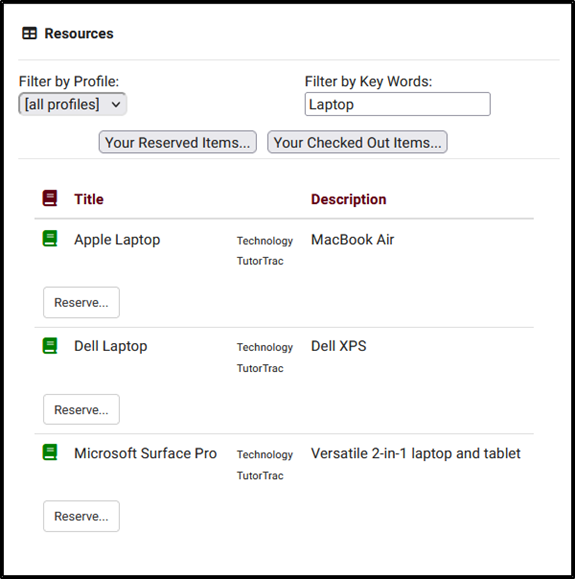 Resources
Filter by Profile: Filter by Key Words:
[all profiles] Laptop
Your Reserved Items... Your Checked Out Items...
Title Description
Apple Laptop Technology MacBook Air
TutorTrac
Reserve...
Dell Laptop Technology Dell XPS
TutorTrac
Reserve...
Microsoft Surface Pro Technology Versatile 2-in-1 laptop and tablet
TutorTrac
Reserve...